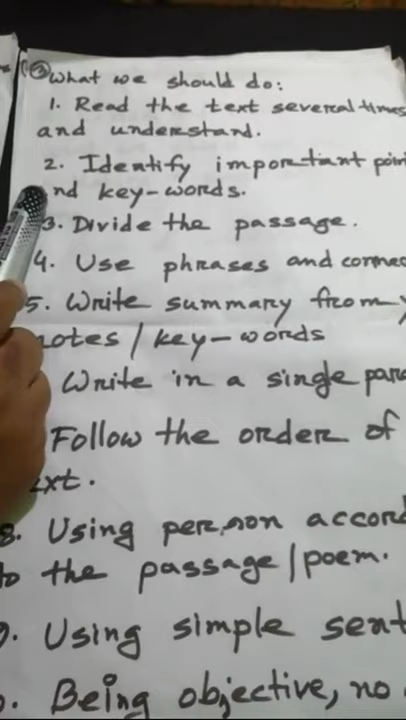 What we should do:
1. Read the text several times
and understand.
2. Identify important
nd key-words.
3. Divide the passage.
4. Use phrases and
5. Write summary from
notes / key-words
Write in a single
Follow the order of
ext.
8. Using person
to the passage/poem.
9. Using simple
Being objective, no